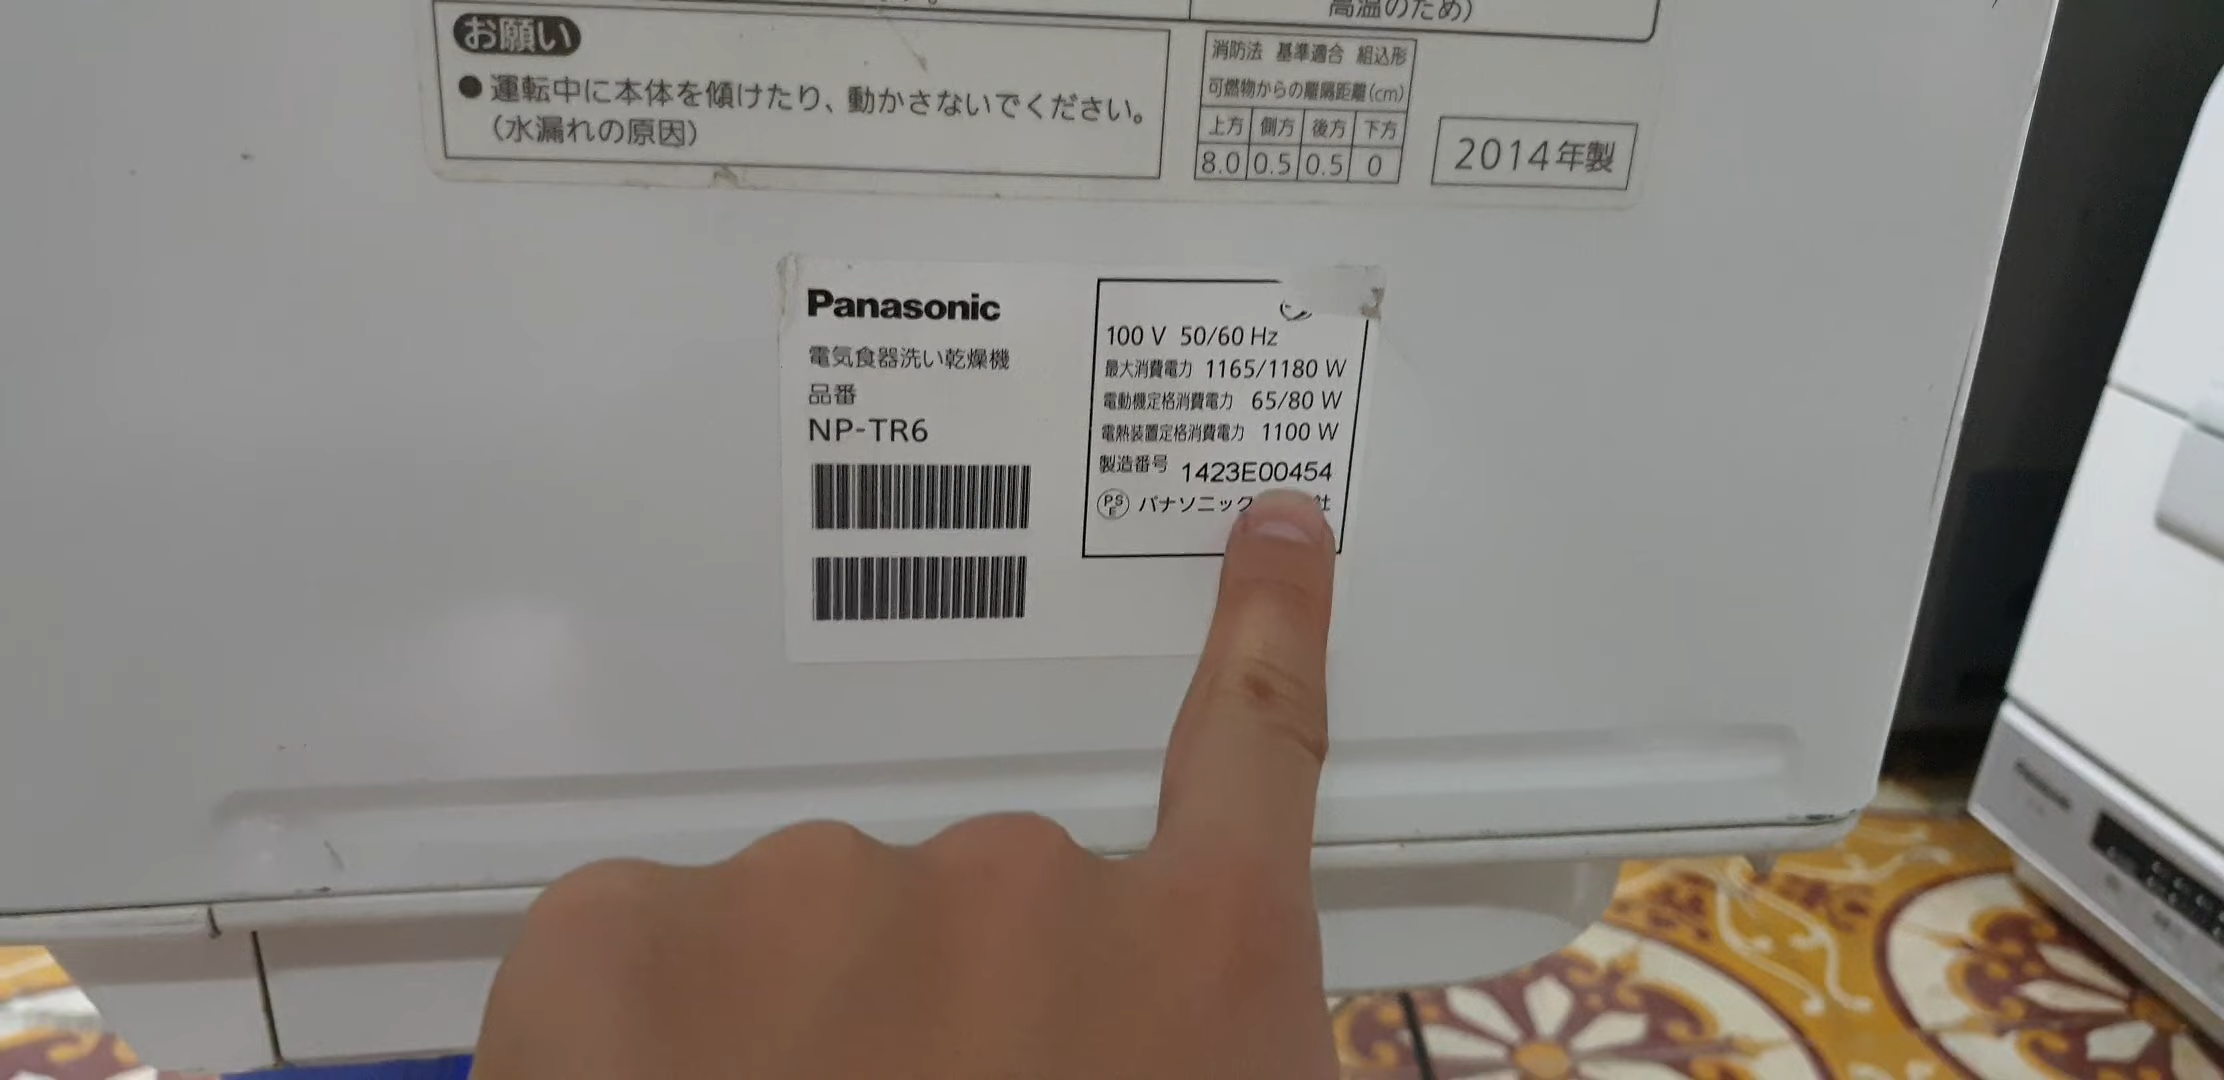 高温のため)
お願い
●運転中に本体を傾けたり、動かさないでください。
(水漏れの原因)
消防法 基準適合 組込形
可燃物からの離隔距離(cm)
上方 側方 後方 下方
8.0 0.5 0.5 0
2014年製
Panasonic
電気食器洗い乾燥機
品番
NP-TR6
100 V 50/60 Hz
最大消費電力 1165/1180 W
電動機定格消費電力 65/80 W
電熱装置定格消費電力 1100 W
製造番号 1423E00454
PSE パナソニック 社
Panasonic